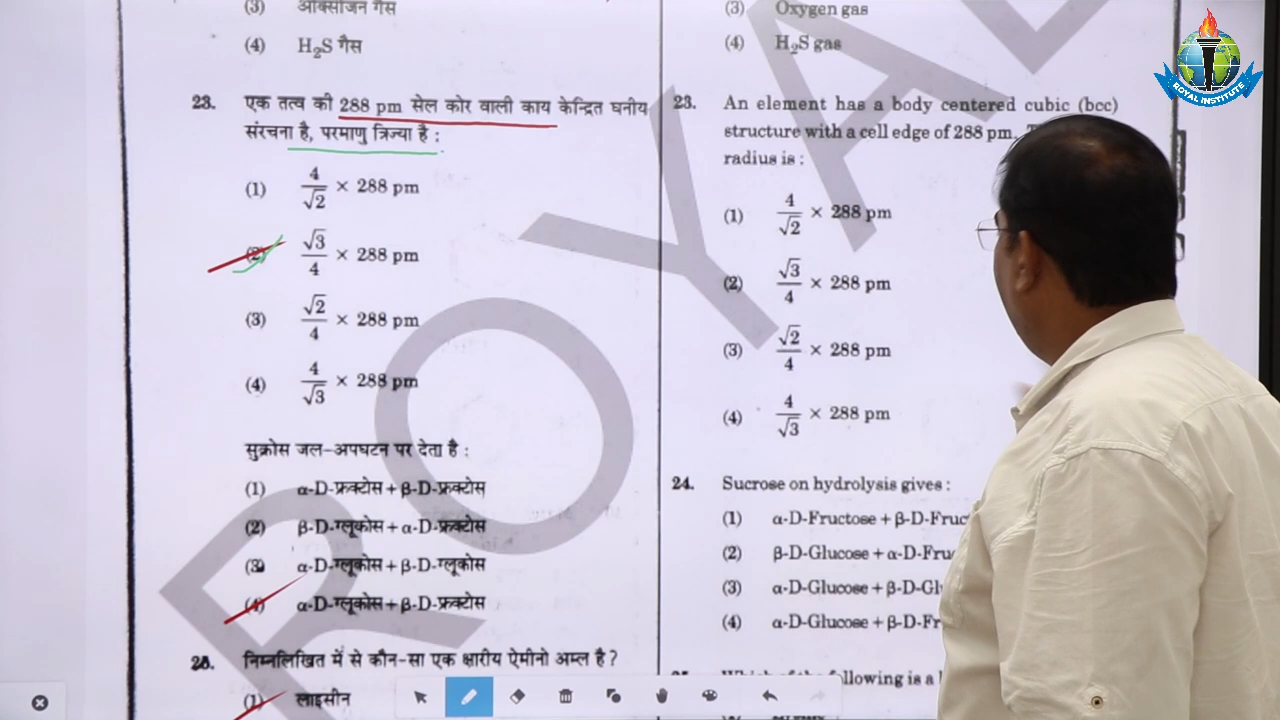 (3) ऑक्सीजन गैस
(4) H₂S गैस
23. एक तत्व की 288 pm सेल कोर वाली काय केन्द्रित घनीय
संरचना है, परमाणु त्रिज्या है :
(1) 4/√2 × 288 pm
(2) √3/4 × 288 pm
(3) √2/4 × 288 pm
(4) 4/√3 × 288 pm
सुक्रोस जल-अपघटन पर देता है :
(1) α-D-फ्रक्टोस + β-D-फ्रक्टोस
(2) β-D-ग्लूकोस + α-D-फ्रक्टोस
(3) α-D-ग्लूकोस + β-D-ग्लूकोस
(4) α-D-ग्लूकोस + β-D-फ्रक्टोस
25. निम्नलिखित में से कौन-सा एक क्षारीय ऐमीनो अम्ल है ?
(1) लाइसीन
(3) Oxygen gas
(4) H₂S gas
23. An element has a body centered cubic (bcc)
structure with a cell edge of 288 pm.
radius is :
(1) 4/√2 × 288 pm
(2) √3/4 × 288 pm
(3) √2/4 × 288 pm
(4) 4/√3 × 288 pm
24. Sucrose on hydrolysis gives :
(1) α-D-Fructose + β-D-Fruc
(2) β-D-Glucose + α-D-Fru
(3) α-D-Glucose + β-D-Gl
(4) α-D-Glucose + β-D-Fr
Which of the following is a
ROYAL
ROYAL INSTITUTE